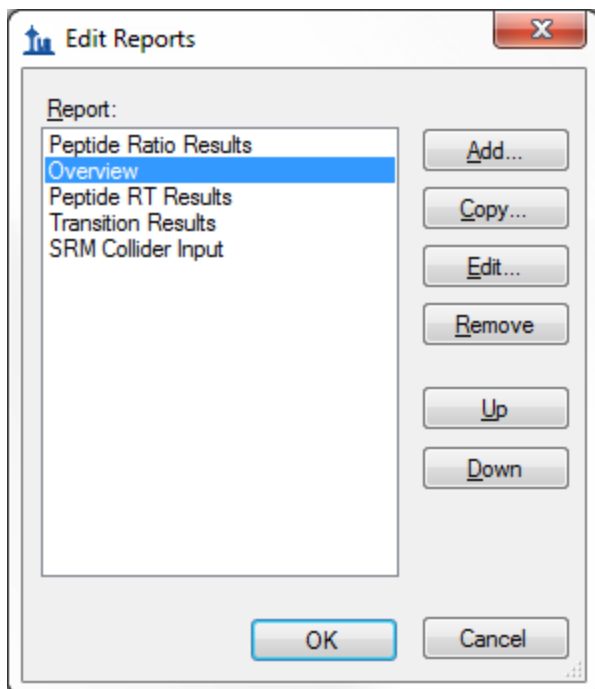 Edit Reports
Report:
Peptide Ratio Results
Overview
Peptide RT Results
Transition Results
SRM Collider Input
Add...
Copy...
Edit...
Remove
Up
Down
OK
Cancel